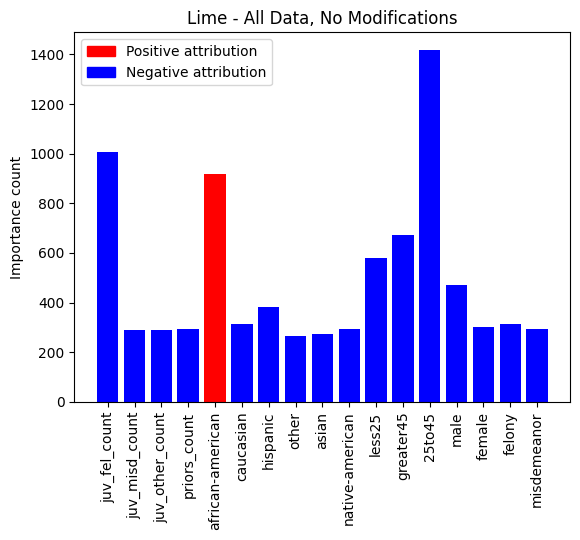 Lime - All Data, No Modifications
Positive attribution
Negative attribution
Importance count
1400
1200
1000
800
600
400
200
0
juv_fel_count
juv_misd_count
juv_other_count
priors_count
african-american
caucasian
hispanic
other
asian
native-american
less25
greater45
25to45
male
female
felony
misdemeanor